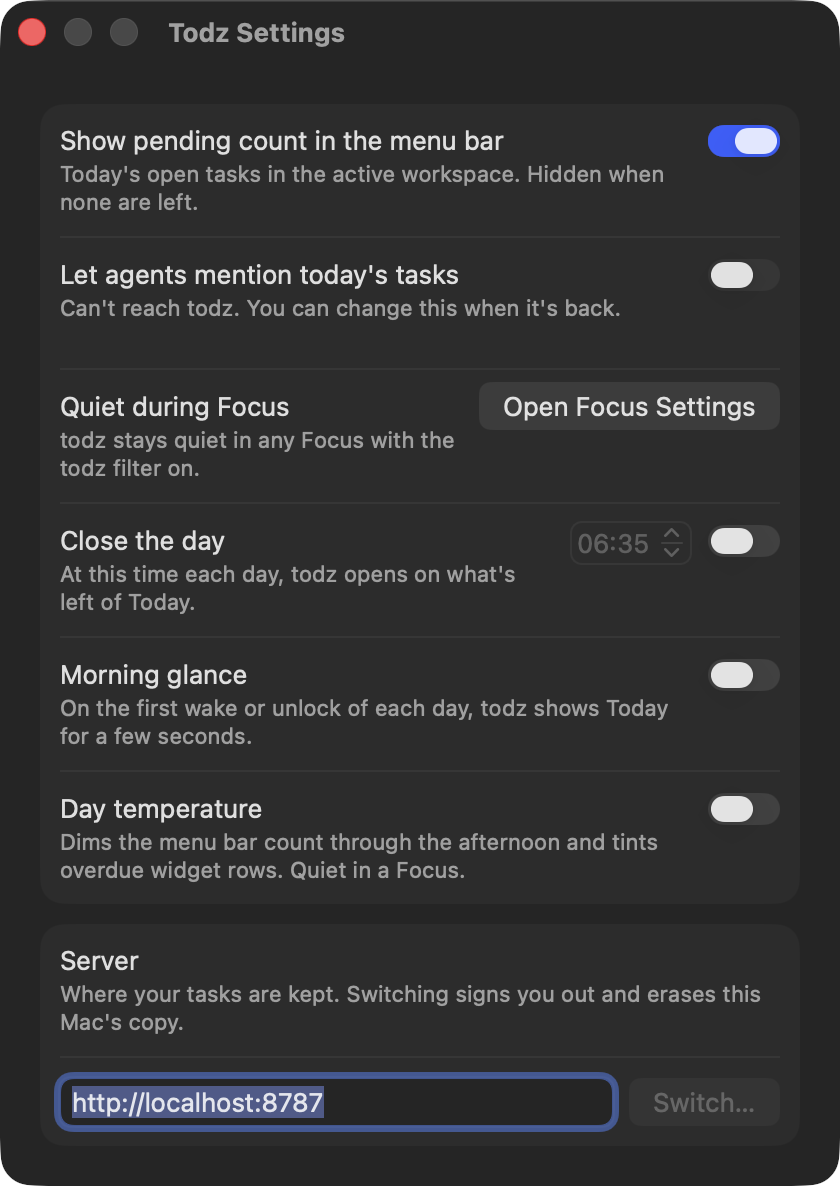 Todz Settings
Show pending count in the menu bar
Today's open tasks in the active workspace. Hidden when
none are left.
Let agents mention today's tasks
Can't reach todz. You can change this when it's back.
Quiet during Focus
Open Focus Settings
todz stays quiet in any Focus with the
todz filter on.
Close the day
06:35
At this time each day, todz opens on what's
left of Today.
Morning glance
On the first wake or unlock of each day, todz shows Today
for a few seconds.
Day temperature
Dims the menu bar count through the afternoon and tints
overdue widget rows. Quiet in a Focus.
Server
Where your tasks are kept. Switching signs you out and erases this
Mac's copy.
http://localhost:8787
Switch...